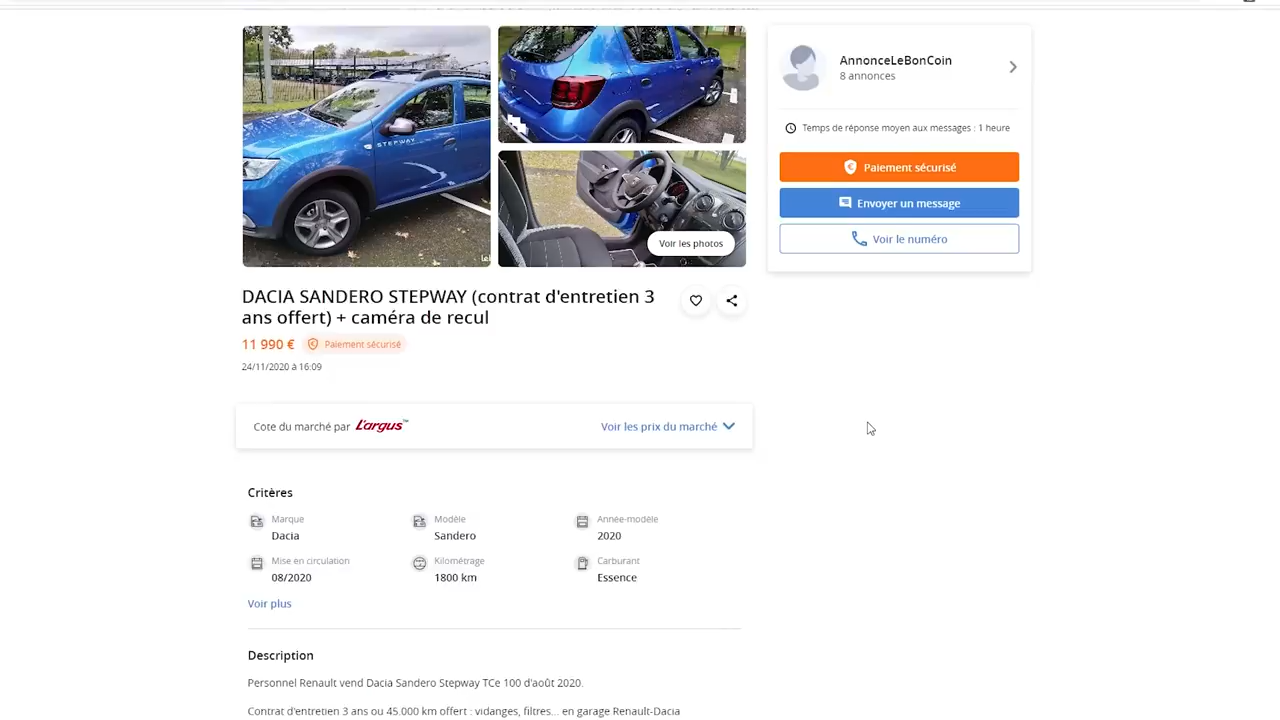 STEPWAY
Voir les photos
AnnonceLeBonCoin
8 annonces
Temps de réponse moyen aux messages : 1 heure
Paiement sécurisé
Envoyer un message
Voir le numéro
DACIA SANDERO STEPWAY (contrat d'entretien 3
ans offert) + caméra de recul
11 990 € Paiement sécurisé
24/11/2020 à 16:09
Cote du marché par L'argus™ Voir les prix du marché
Critères
Marque Modèle Année-modèle
Dacia Sandero 2020
Mise en circulation Kilométrage Carburant
08/2020 1800 km Essence
Voir plus
Description
Personnel Renault vend Dacia Sandero Stepway TCe 100 d'août 2020.
Contrat d'entretien 3 ans ou 45.000 km offert : vidanges, filtres... en garage Renault-Dacia